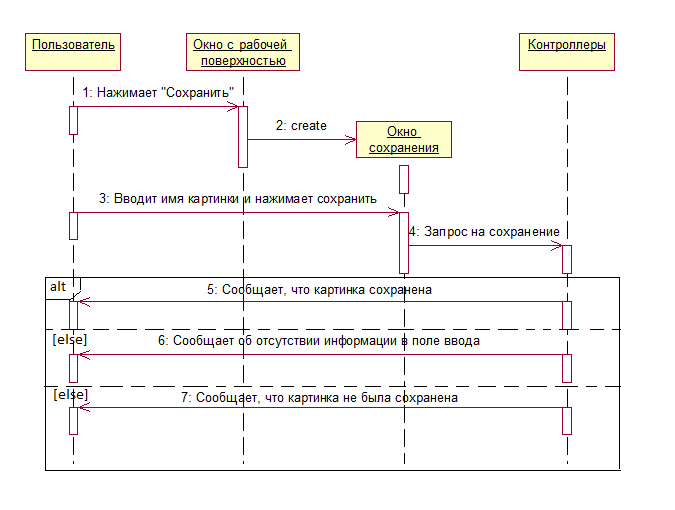 Пользователь
Окно с рабочей
поверхностью
Контроллеры
1: Нажимает "Сохранить"
2: create
Окно
сохранения
3: Вводит имя картинки и нажимает сохранить
4: Запрос на сохранение
alt
5: Сообщает, что картинка сохранена
[else]
6: Сообщает об отсутствии информации в поле ввода
[else]
7: Сообщает, что картинка не была сохранена